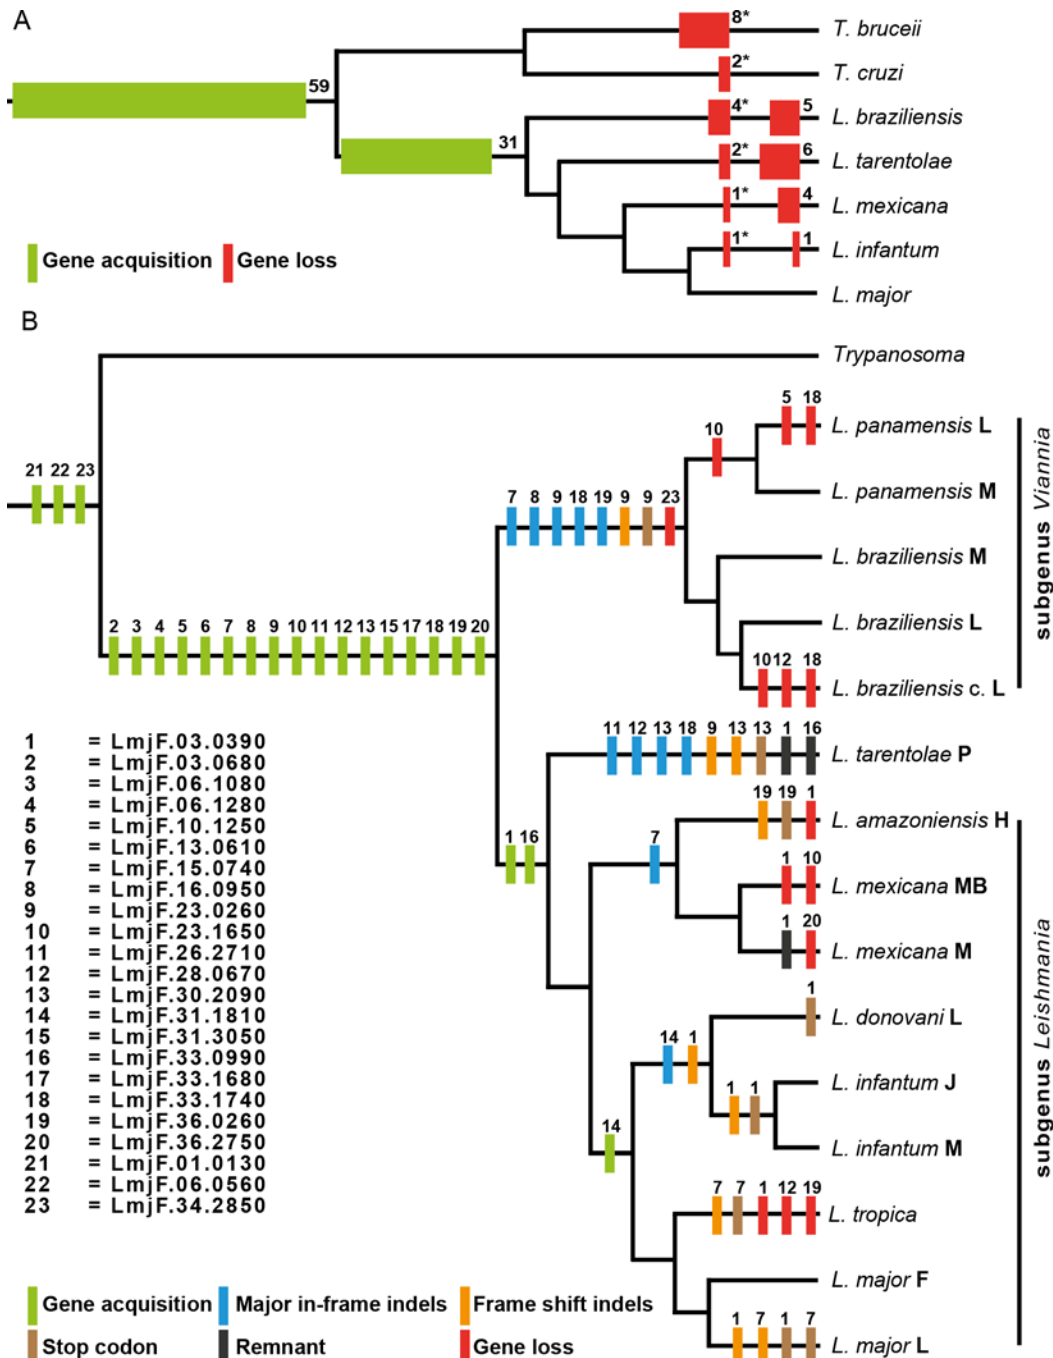 A
8*
T. bruceii
59
2*
T. cruzi
4* 5
L. braziliensis
31
2* 6
L. tarentolae
1* 4
L. mexicana
Gene acquisition Gene loss
1* 1
L. infantum
L. major
B
Trypanosoma
5 18
L. panamensis L
10
21 22 23
L. panamensis M
7 8 9 18 19 9 9 23
L. braziliensis M
2 3 4 5 6 7 8 9 10 11 12 13 15 17 18 19 20
L. braziliensis L
10 12 18
L. braziliensis c. L
subgenus Viannia
11 12 13 18 9 13 13 1 16
L. tarentolae P
19 19 1
L. amazoniensis H
1 16
7
1 10
L. mexicana MB
1 20
L. mexicana M
1
L. donovani L
14 1
L. infantum J
1 1
L. infantum M
14
7 7 1 12 19
L. tropica
L. major F
1 7 1 7
L. major L
subgenus Leishmania
1 = LmjF.03.0390
2 = LmjF.03.0680
3 = LmjF.06.1080
4 = LmjF.06.1280
5 = LmjF.10.1250
6 = LmjF.13.0610
7 = LmjF.15.0740
8 = LmjF.16.0950
9 = LmjF.23.0260
10 = LmjF.23.1650
11 = LmjF.26.2710
12 = LmjF.28.0670
13 = LmjF.30.2090
14 = LmjF.31.1810
15 = LmjF.31.3050
16 = LmjF.33.0990
17 = LmjF.33.1680
18 = LmjF.33.1740
19 = LmjF.36.0260
20 = LmjF.36.2750
21 = LmjF.01.0130
22 = LmjF.06.0560
23 = LmjF.34.2850
Gene acquisition Major in-frame indels Frame shift indels
Stop codon Remnant Gene loss